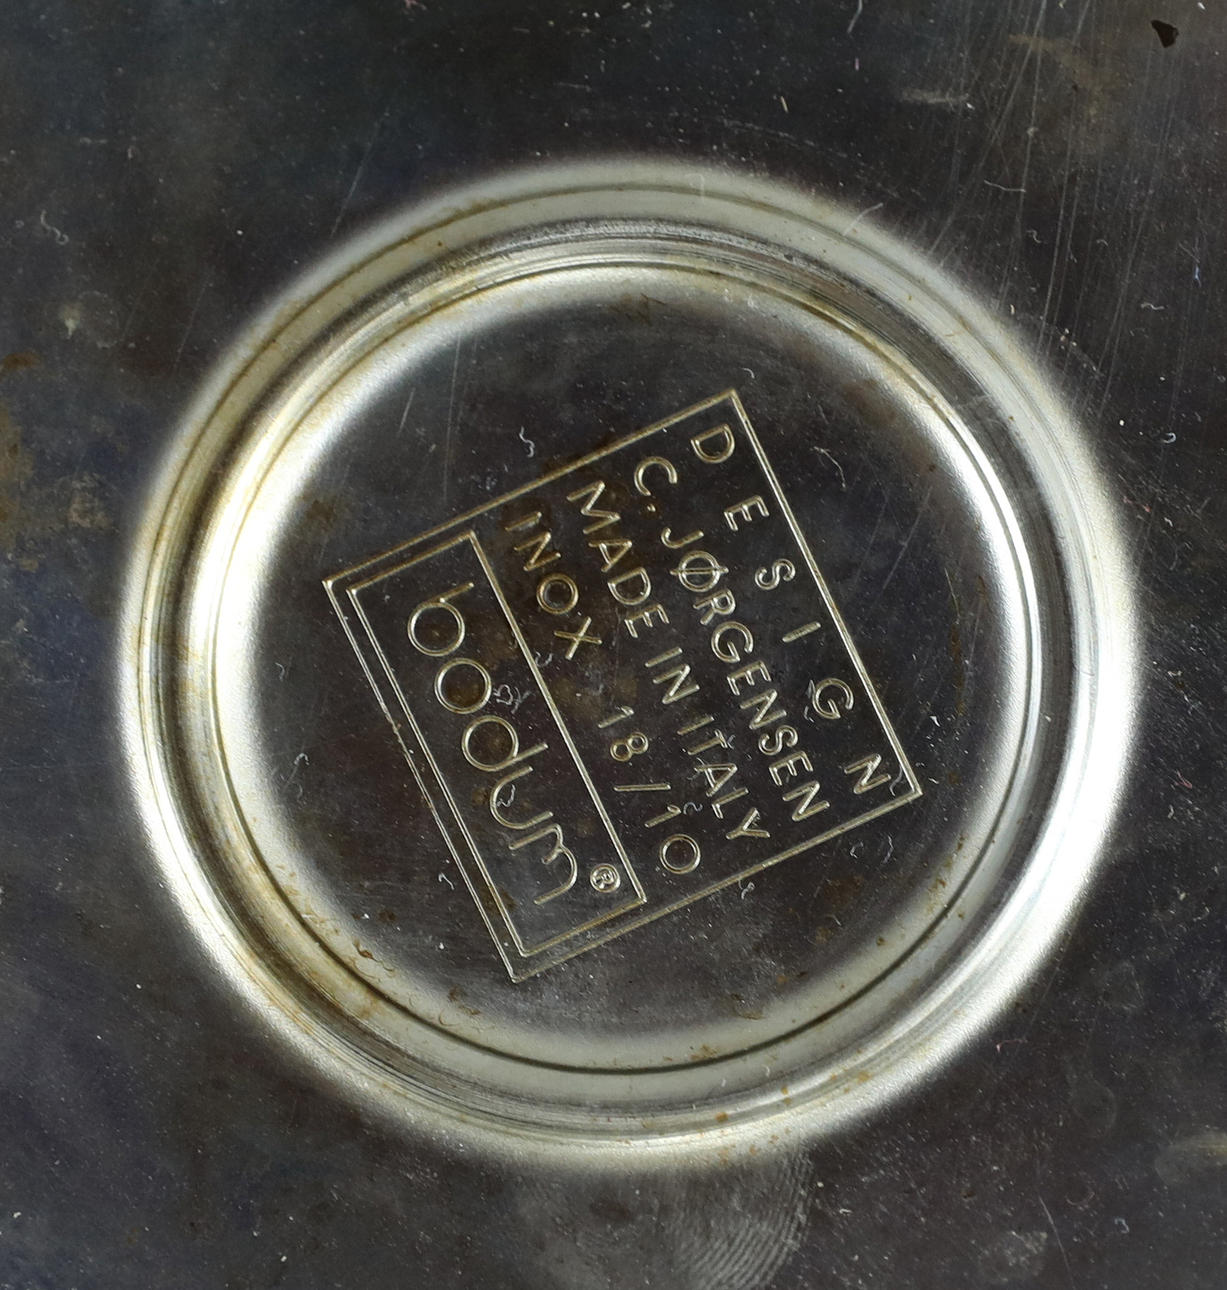 DESIGN
C. JØRGENSEN
MADE IN ITALY
INOX 18/10
bodum®